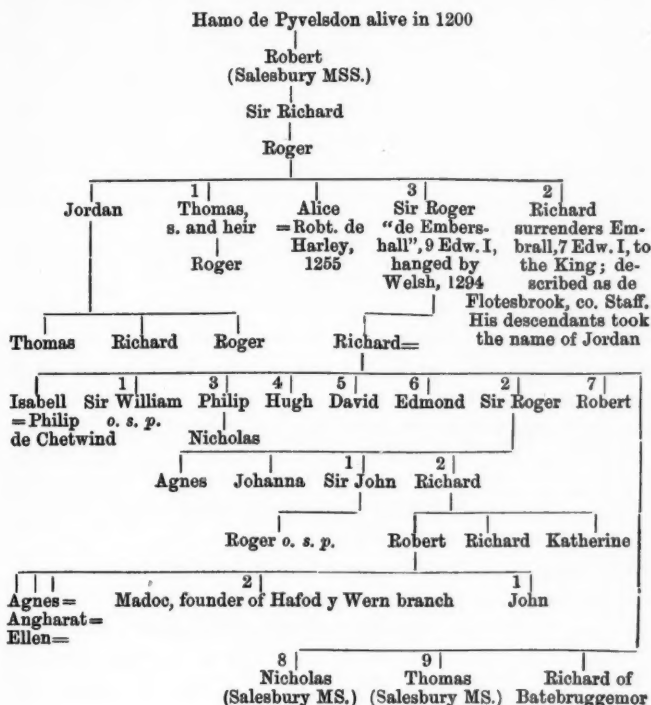 Hamo de Pyvelsdon alive in 1200
Robert
(Salesbury MSS.)
Sir Richard
Roger
1 3 2
Jordan Thomas, Alice Sir Roger Richard
s. and heir =Robt. de "de Embers- surrenders Em-
Roger Harley, hall", 9 Edw. I, brall, 7 Edw. I, to
1255 hanged by the King; de-
Welsh, 1294 scribed as de
Flotesbrook, co. Staff.
His descendants took
the name of Jordan
Thomas Richard Roger Richard=
1 3 4 5 6 2 7
Isabell Sir William Philip Hugh David Edmond Sir Roger Robert
=Philip o. s. p.
de Chetwind Nicholas
1 2
Agnes Johanna Sir John Richard
Roger o. s. p. Robert Richard Katherine
2 1
Agnes= Madoc, founder of Hafod y Wern branch John
Angharat=
Ellen=
8 9
Nicholas Thomas Richard of
(Salesbury MS.) (Salesbury MS.) Batebruggemor